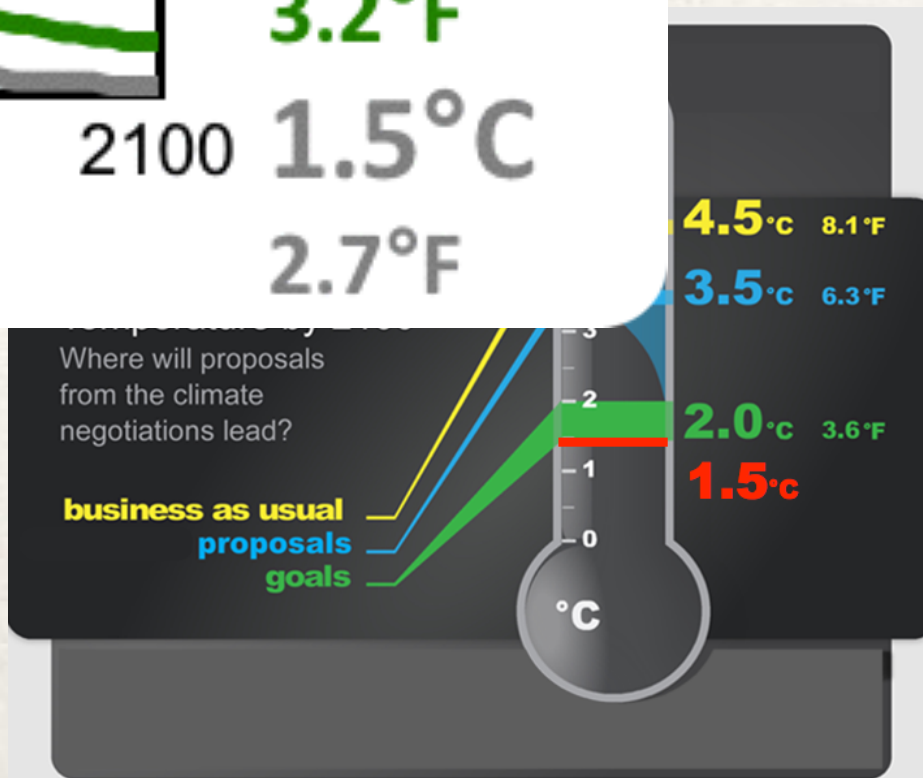 3.2°F
2100 1.5°C
2.7°F
4.5°C 8.1°F
3.5°C 6.3°F
3
Where will proposals
from the climate
negotiations lead?
2
2.0°C 3.6°F
1
1.5°C
business as usual
0
proposals
goals
°C